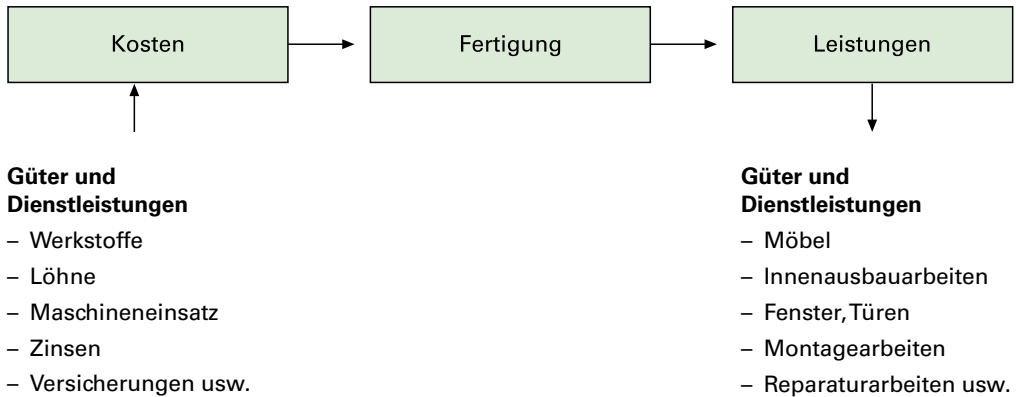 Kosten
Fertigung
Leistungen
Güter und
Dienstleistungen
– Werkstoffe
– Löhne
– Maschineneinsatz
– Zinsen
– Versicherungen usw.
Güter und
Dienstleistungen
– Möbel
– Innenausbauarbeiten
– Fenster, Türen
– Montagearbeiten
– Reparaturarbeiten usw.